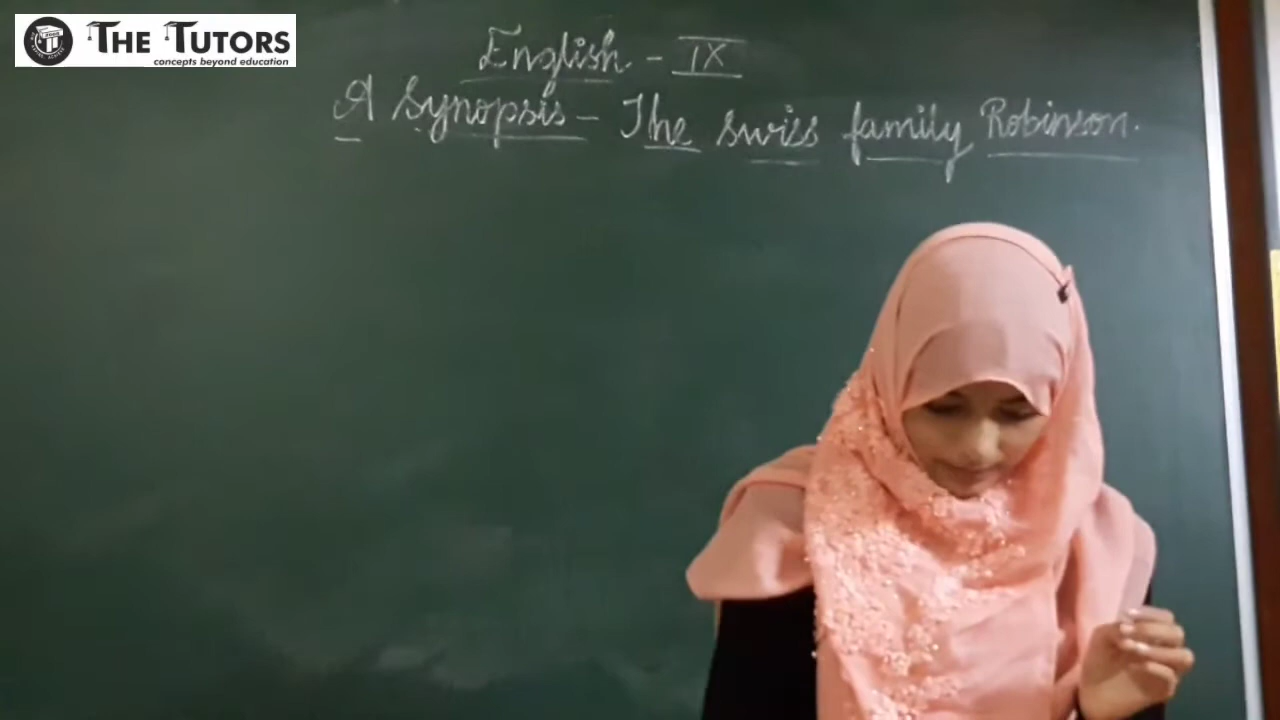 THE TUTORS
concepts beyond education
English - IX
A Synopsis - The swiss family Robinson.